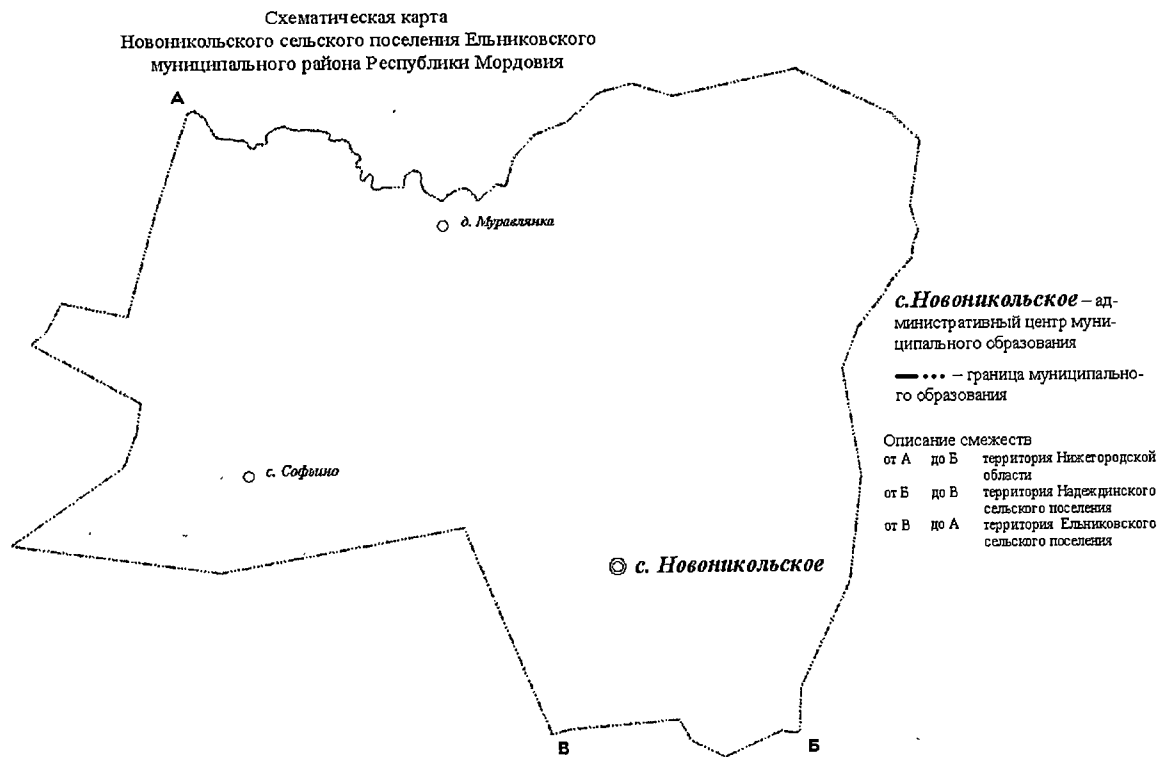 Схематическая карта
Новоникольского сельского поселения Ельниковского
муниципального района Республики Мордовия
А
д. Муравлянка
с.Новоникольское – ад-
министративный центр муни-
ципального образования
– граница муниципально-
го образования
Описание смежеств
от А до Б территория Нижегородской
области
от Б до В территория Надеждинского
сельского поселения
от В до А территория Ельниковского
сельского поселения
с. Софьино
с. Новоникольское
В
Б